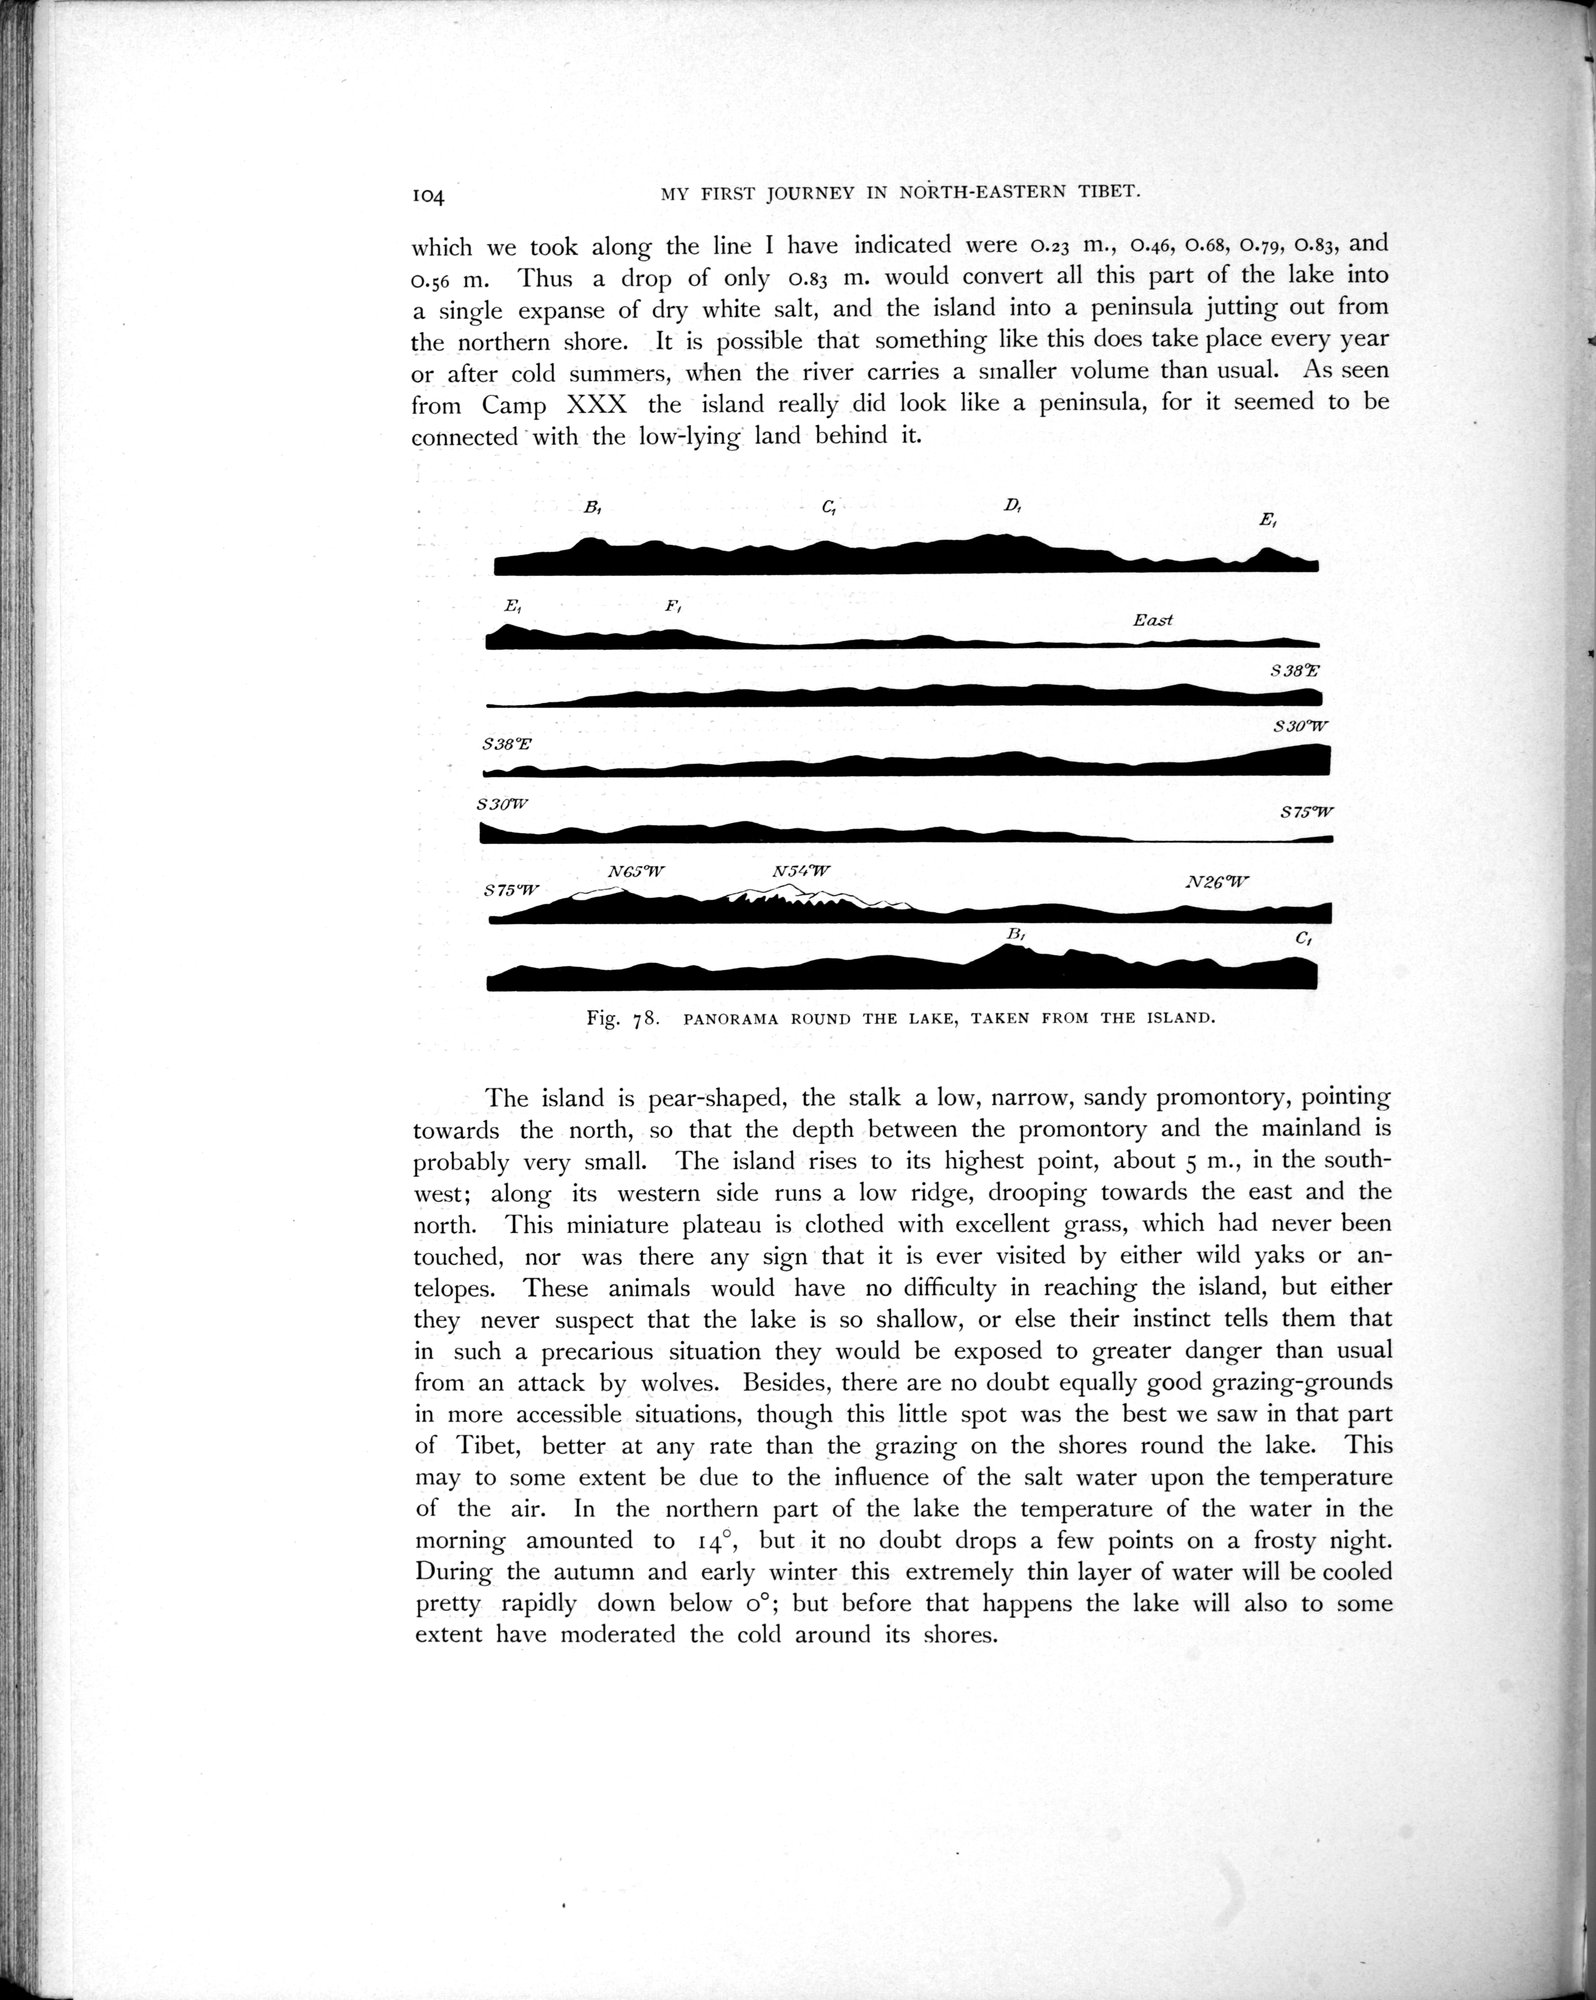 104 MY FIRST JOURNEY IN NORTH-EASTERN TIBET.
which we took along the line I have indicated were 0.23 m., 0.46, 0.68, 0.79, 0.83, and
0.56 m. Thus a drop of only 0.83 m. would convert all this part of the lake into
a single expanse of dry white salt, and the island into a peninsula jutting out from
the northern shore. It is possible that something like this does take place every year
or after cold summers, when the river carries a smaller volume than usual. As seen
from Camp XXX the island really did look like a peninsula, for it seemed to be
connected with the low-lying land behind it.
B₁ C₁ D₁ E₁
E₁ F₁ East
S38°E
S38°E S30°W
S30°W S75°W
S75°W N65°W N54°W N26°W
B₁ C₁
Fig. 78. PANORAMA ROUND THE LAKE, TAKEN FROM THE ISLAND.
The island is pear-shaped, the stalk a low, narrow, sandy promontory, pointing
towards the north, so that the depth between the promontory and the mainland is
probably very small. The island rises to its highest point, about 5 m., in the south-
west; along its western side runs a low ridge, drooping towards the east and the
north. This miniature plateau is clothed with excellent grass, which had never been
touched, nor was there any sign that it is ever visited by either wild yaks or an-
telopes. These animals would have no difficulty in reaching the island, but either
they never suspect that the lake is so shallow, or else their instinct tells them that
in such a precarious situation they would be exposed to greater danger than usual
from an attack by wolves. Besides, there are no doubt equally good grazing-grounds
in more accessible situations, though this little spot was the best we saw in that part
of Tibet, better at any rate than the grazing on the shores round the lake. This
may to some extent be due to the influence of the salt water upon the temperature
of the air. In the northern part of the lake the temperature of the water in the
morning amounted to 14°, but it no doubt drops a few points on a frosty night.
During the autumn and early winter this extremely thin layer of water will be cooled
pretty rapidly down below 0°; but before that happens the lake will also to some
extent have moderated the cold around its shores.